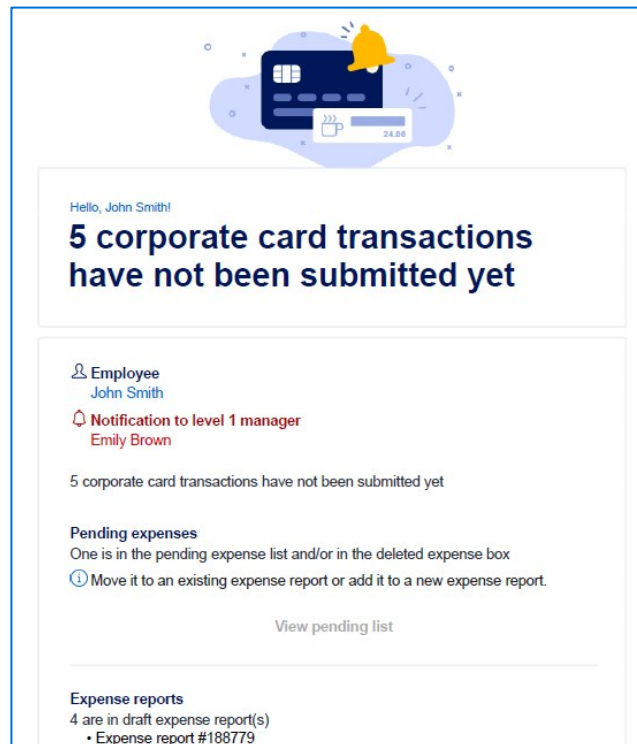 24.00
Hello, John Smith!
5 corporate card transactions
have not been submitted yet
Employee
John Smith
Notification to level 1 manager
Emily Brown
5 corporate card transactions have not been submitted yet
Pending expenses
One is in the pending expense list and/or in the deleted expense box
Move it to an existing expense report or add it to a new expense report.
View pending list
Expense reports
4 are in draft expense report(s)
• Expense report #188779